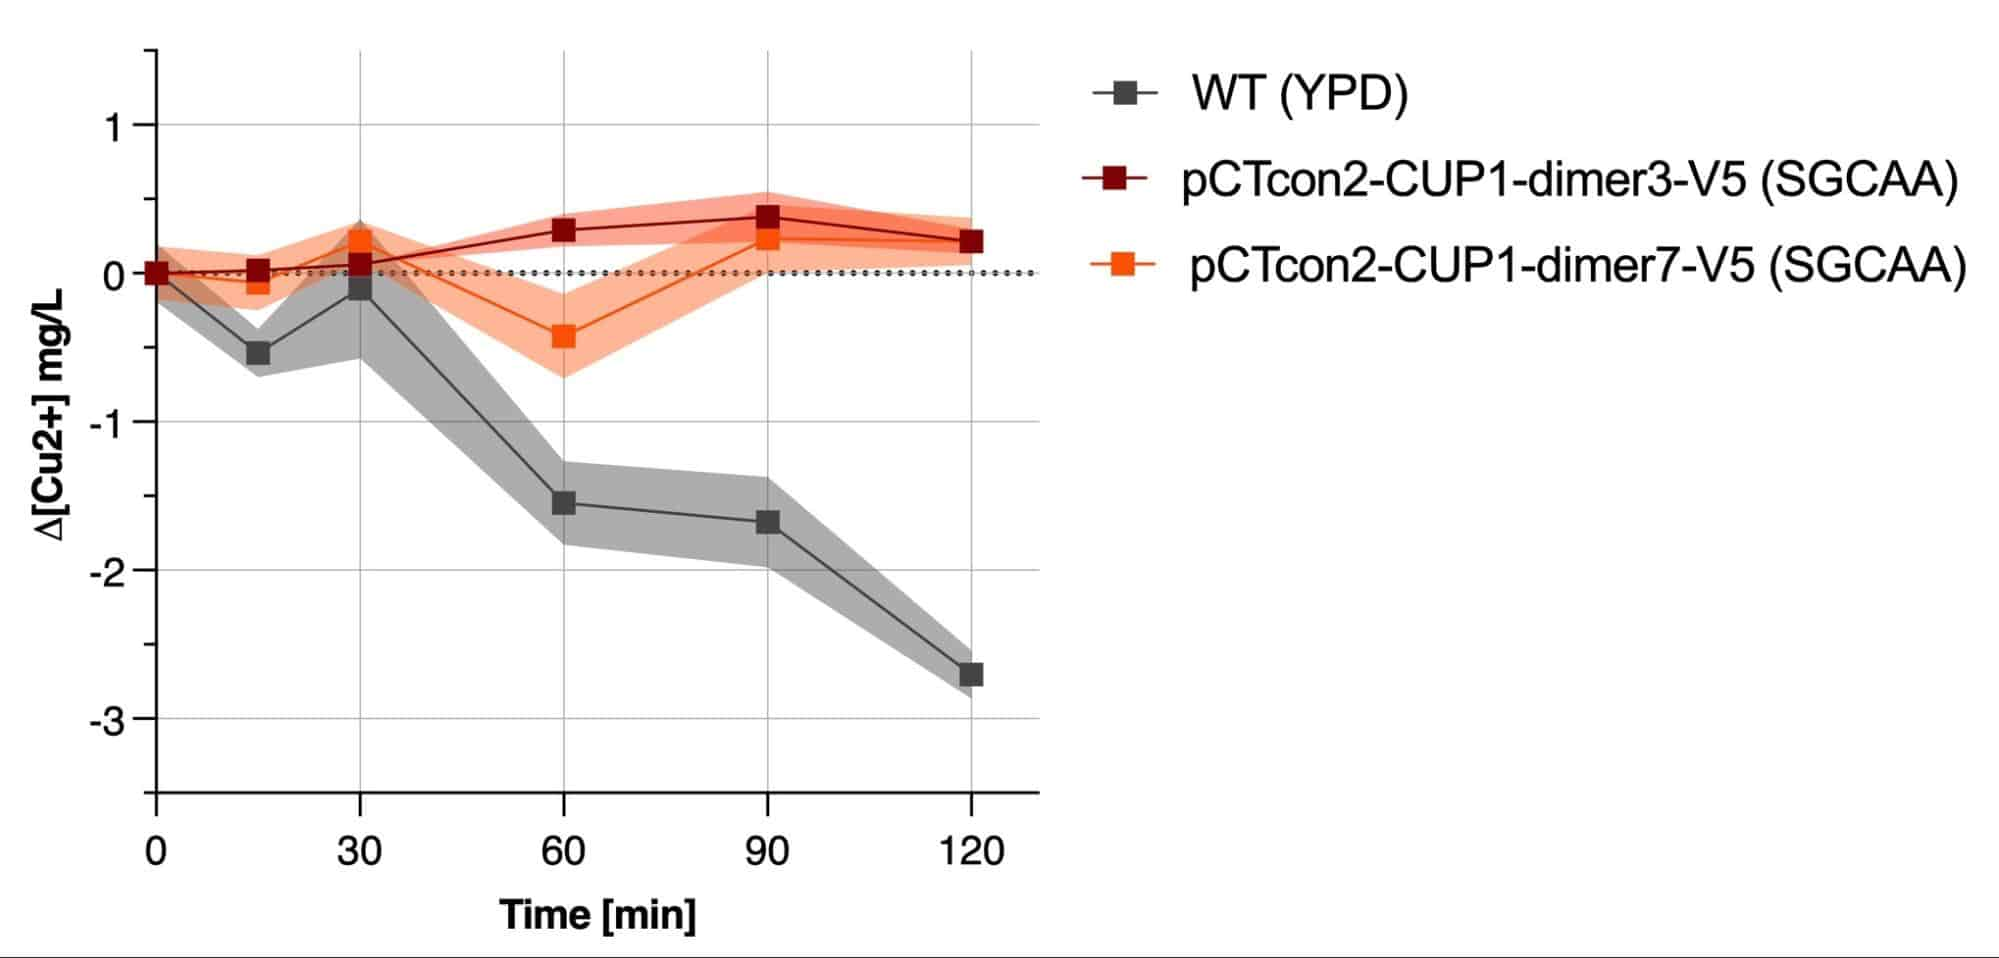 WT (YPD)
pCTcon2-CUP1-dimer3-V5 (SGCAA)
pCTcon2-CUP1-dimer7-V5 (SGCAA)
Δ[Cu2+] mg/L
1
0
-1
-2
-3
0 30 60 90 120
Time [min]